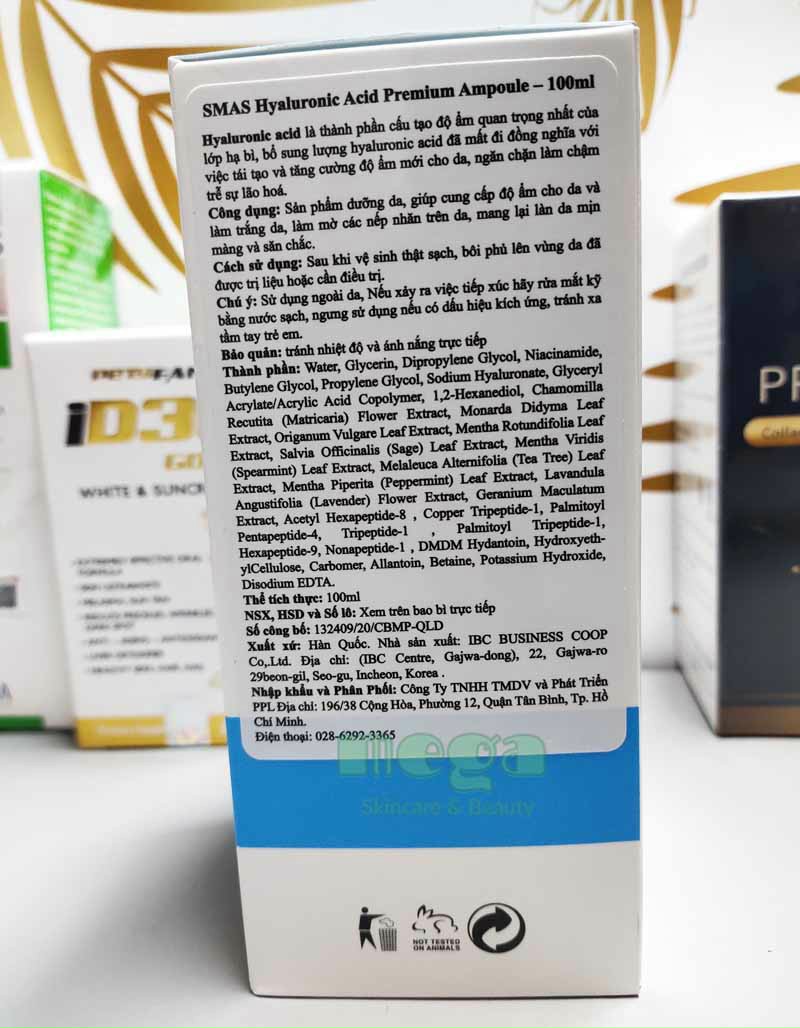 SMAS Hyaluronic Acid Premium Ampoule – 100ml
Hyaluronic acid là thành phần cấu tạo độ ẩm quan trọng nhất của
lớp hạ bì, bổ sung lượng hyaluronic acid đã mất đi đồng nghĩa với
việc tái tạo và tăng cường độ ẩm mới cho da, ngăn chặn làm chậm
trễ sự lão hoá.
Công dụng: Sản phẩm dưỡng da, giúp cung cấp độ ẩm cho da và
làm trắng da, làm mờ các nếp nhăn trên da, mang lại làn da mịn
màng và săn chắc.
Cách sử dụng: Sau khi vệ sinh thật sạch, bôi phủ lên vùng da đã
được trị liệu hoặc cần điều trị.
Chú ý: Sử dụng ngoài da, Nếu xảy ra việc tiếp xúc hãy rửa mắt kỹ
bằng nước sạch, ngưng sử dụng nếu có dấu hiệu kích ứng, tránh xa
tầm tay trẻ em.
Bảo quản: tránh nhiệt độ và ánh nắng trực tiếp
Thành phần: Water, Glycerin, Dipropylene Glycol, Niacinamide,
Butylene Glycol, Propylene Glycol, Sodium Hyaluronate, Glyceryl
Acrylate/Acrylic Acid Copolymer, 1,2-Hexanediol, Chamomilla
Recutita (Matricaria) Flower Extract, Monarda Didyma Leaf
Extract, Origanum Vulgare Leaf Extract, Mentha Rotundifolia Leaf
Extract, Salvia Officinalis (Sage) Leaf Extract, Mentha Viridis
(Spearmint) Leaf Extract, Melaleuca Alternifolia (Tea Tree) Leaf
Extract, Mentha Piperita (Peppermint) Leaf Extract, Lavandula
Angustifolia (Lavender) Flower Extract, Geranium Maculatum
Extract, Acetyl Hexapeptide-8 , Copper Tripeptide-1, Palmitoyl
Pentapeptide-4, Tripeptide-1 , Palmitoyl Tripeptide-1,
Hexapeptide-9, Nonapeptide-1 , DMDM Hydantoin, Hydroxyeth-
ylCellulose, Carbomer, Allantoin, Betaine, Potassium Hydroxide,
Disodium EDTA.
Thể tích thực: 100ml
NSX, HSD và Số lô: Xem trên bao bì trực tiếp
Số công bố: 132409/20/CBMP-QLD
Xuất xứ: Hàn Quốc. Nhà sản xuất: IBC BUSINESS COOP
Co,.Ltd. Địa chỉ: (IBC Centre, Gajwa-dong), 22, Gajwa-ro
29beon-gil, Seo-gu, Incheon, Korea .
Nhập khẩu và Phân Phối: Công Ty TNHH TMDV và Phát Triển
PPL Địa chỉ: 196/38 Cộng Hòa, Phường 12, Quận Tân Bình, Tp. Hồ
Chí Minh.
Điện thoại: 028-6292-3365
mega
Skincare & Beauty
NOT TESTED
ON ANIMALS
iD3
GO
WHITE & SUNCR
PR
Colla